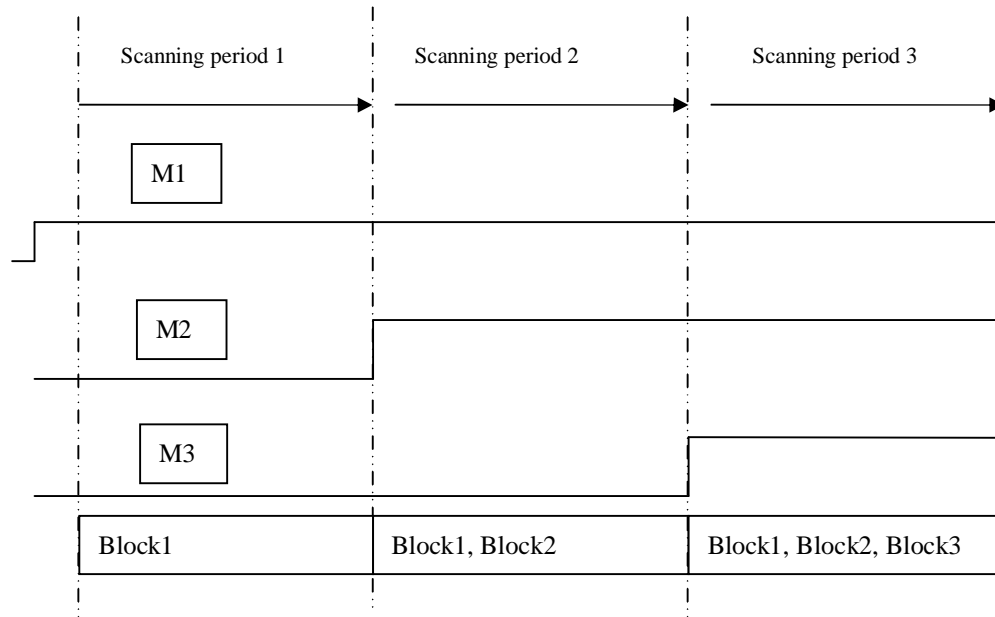 Scanning period 1
Scanning period 2
Scanning period 3
M1
M2
M3
Block1
Block1, Block2
Block1, Block2, Block3